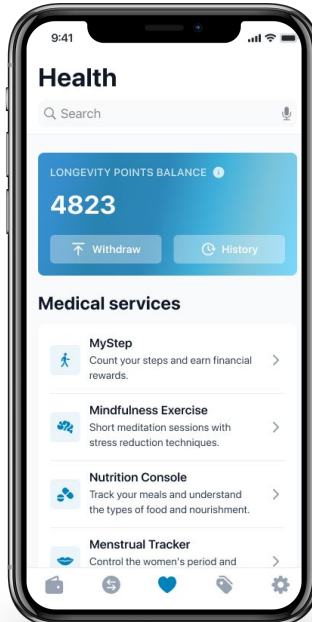 9:41
Health
Search
LONGEVITY POINTS BALANCE
4823
Withdraw
History
Medical services
MyStep
Count your steps and earn financial
rewards.
Mindfulness Exercise
Short meditation sessions with
stress reduction techniques.
Nutrition Console
Track your meals and understand
the types of food and nourishment.
Menstrual Tracker
Control the women's period and